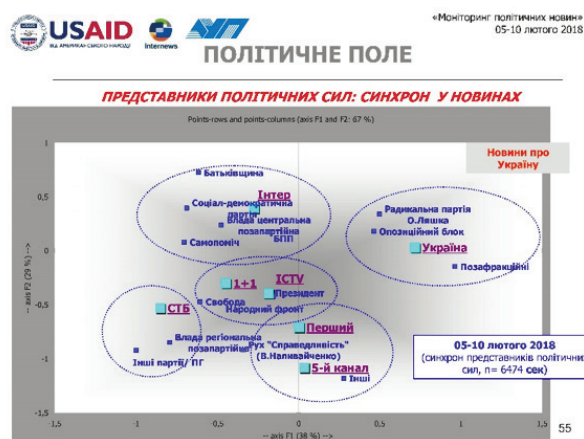 USAID
ВІД АМЕРИКАНСЬКОГО НАРОДУ
Internews
АУП
«Моніторинг політичних новин»
05-10 лютого 2018
ПОЛІТИЧНЕ ПОЛЕ
ПРЕДСТАВНИКИ ПОЛІТИЧНИХ СИЛ: СИНХРОН У НОВИНАХ
Points-rows and points-columns (axis F1 and F2: 67 %)
Новини про
Україну
1
0,5
0
-0,5
-1
-1,5
-- axis F2 (29 %) -->
Батьківщина
Інтер
Соціал-демократична
партія
Влада центральна
позапартійна
БПП
Самопоміч
Радикальна партія
О.Ляшка
Опозиційний блок
Україна
Позафракційні
1+1
ICTV
Президент
Свобода
Народний фронт
СТБ
Перший
Влада регіональна
позапартійна
Рух "Справедливість"
(В.Наливайченко)
Інші партії/ ПГ
5-й канал
Інші
05-10 лютого 2018
(синхрон представників політичних
сил, n= 6474 сек)
-1,5
-1
-0,5
0
0,5
1
1,5
-- axis F1 (38 %) -->
55